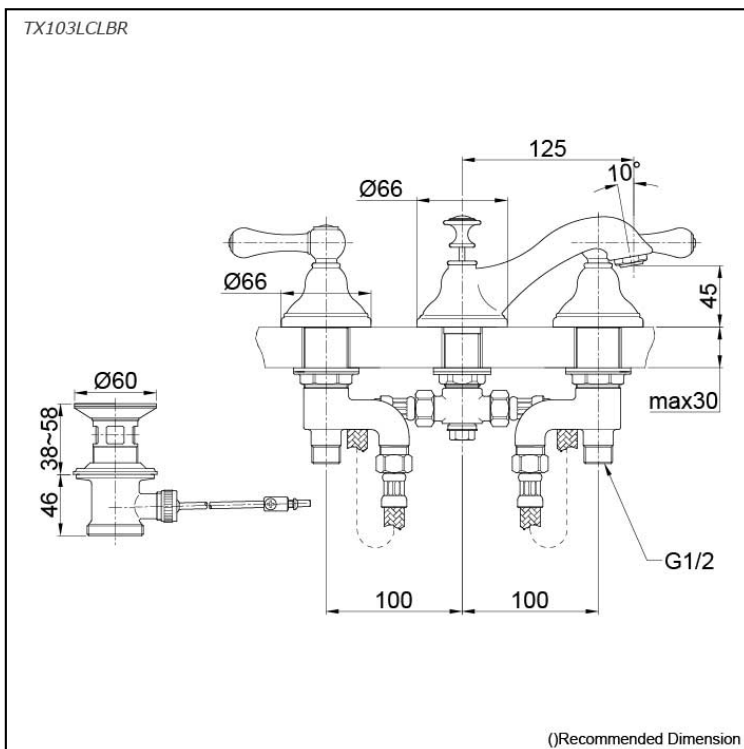 TX103LCLBR
125
10°
Ø66
Ø66
45
max30
Ø60
38~58
46
G1/2
100
100
()Recommended Dimension